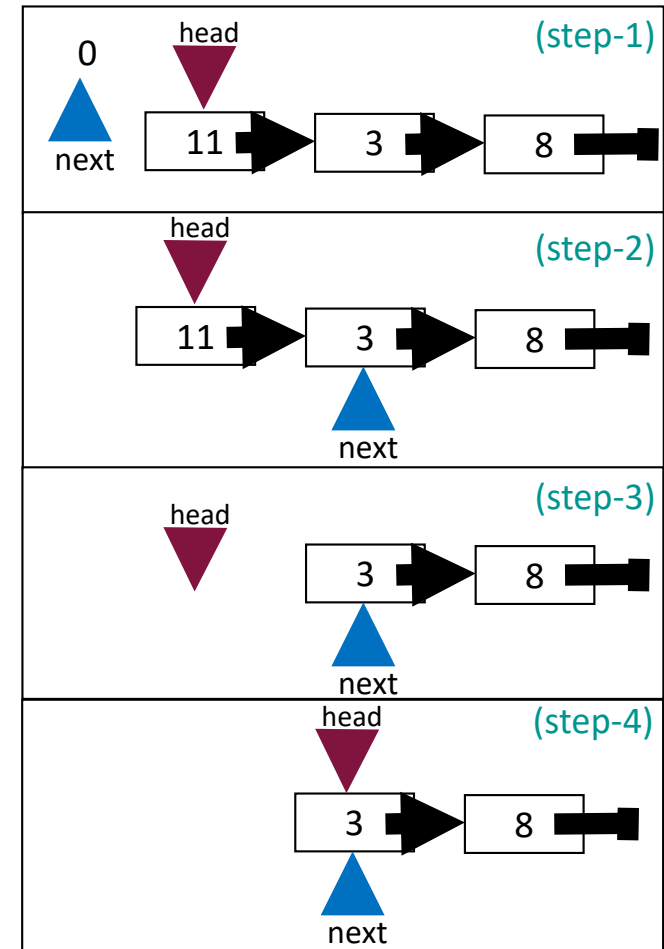 head
(step-1)
0
11
3
8
next
head
(step-2)
11
3
8
next
head
(step-3)
3
8
next
head
(step-4)
3
8
next